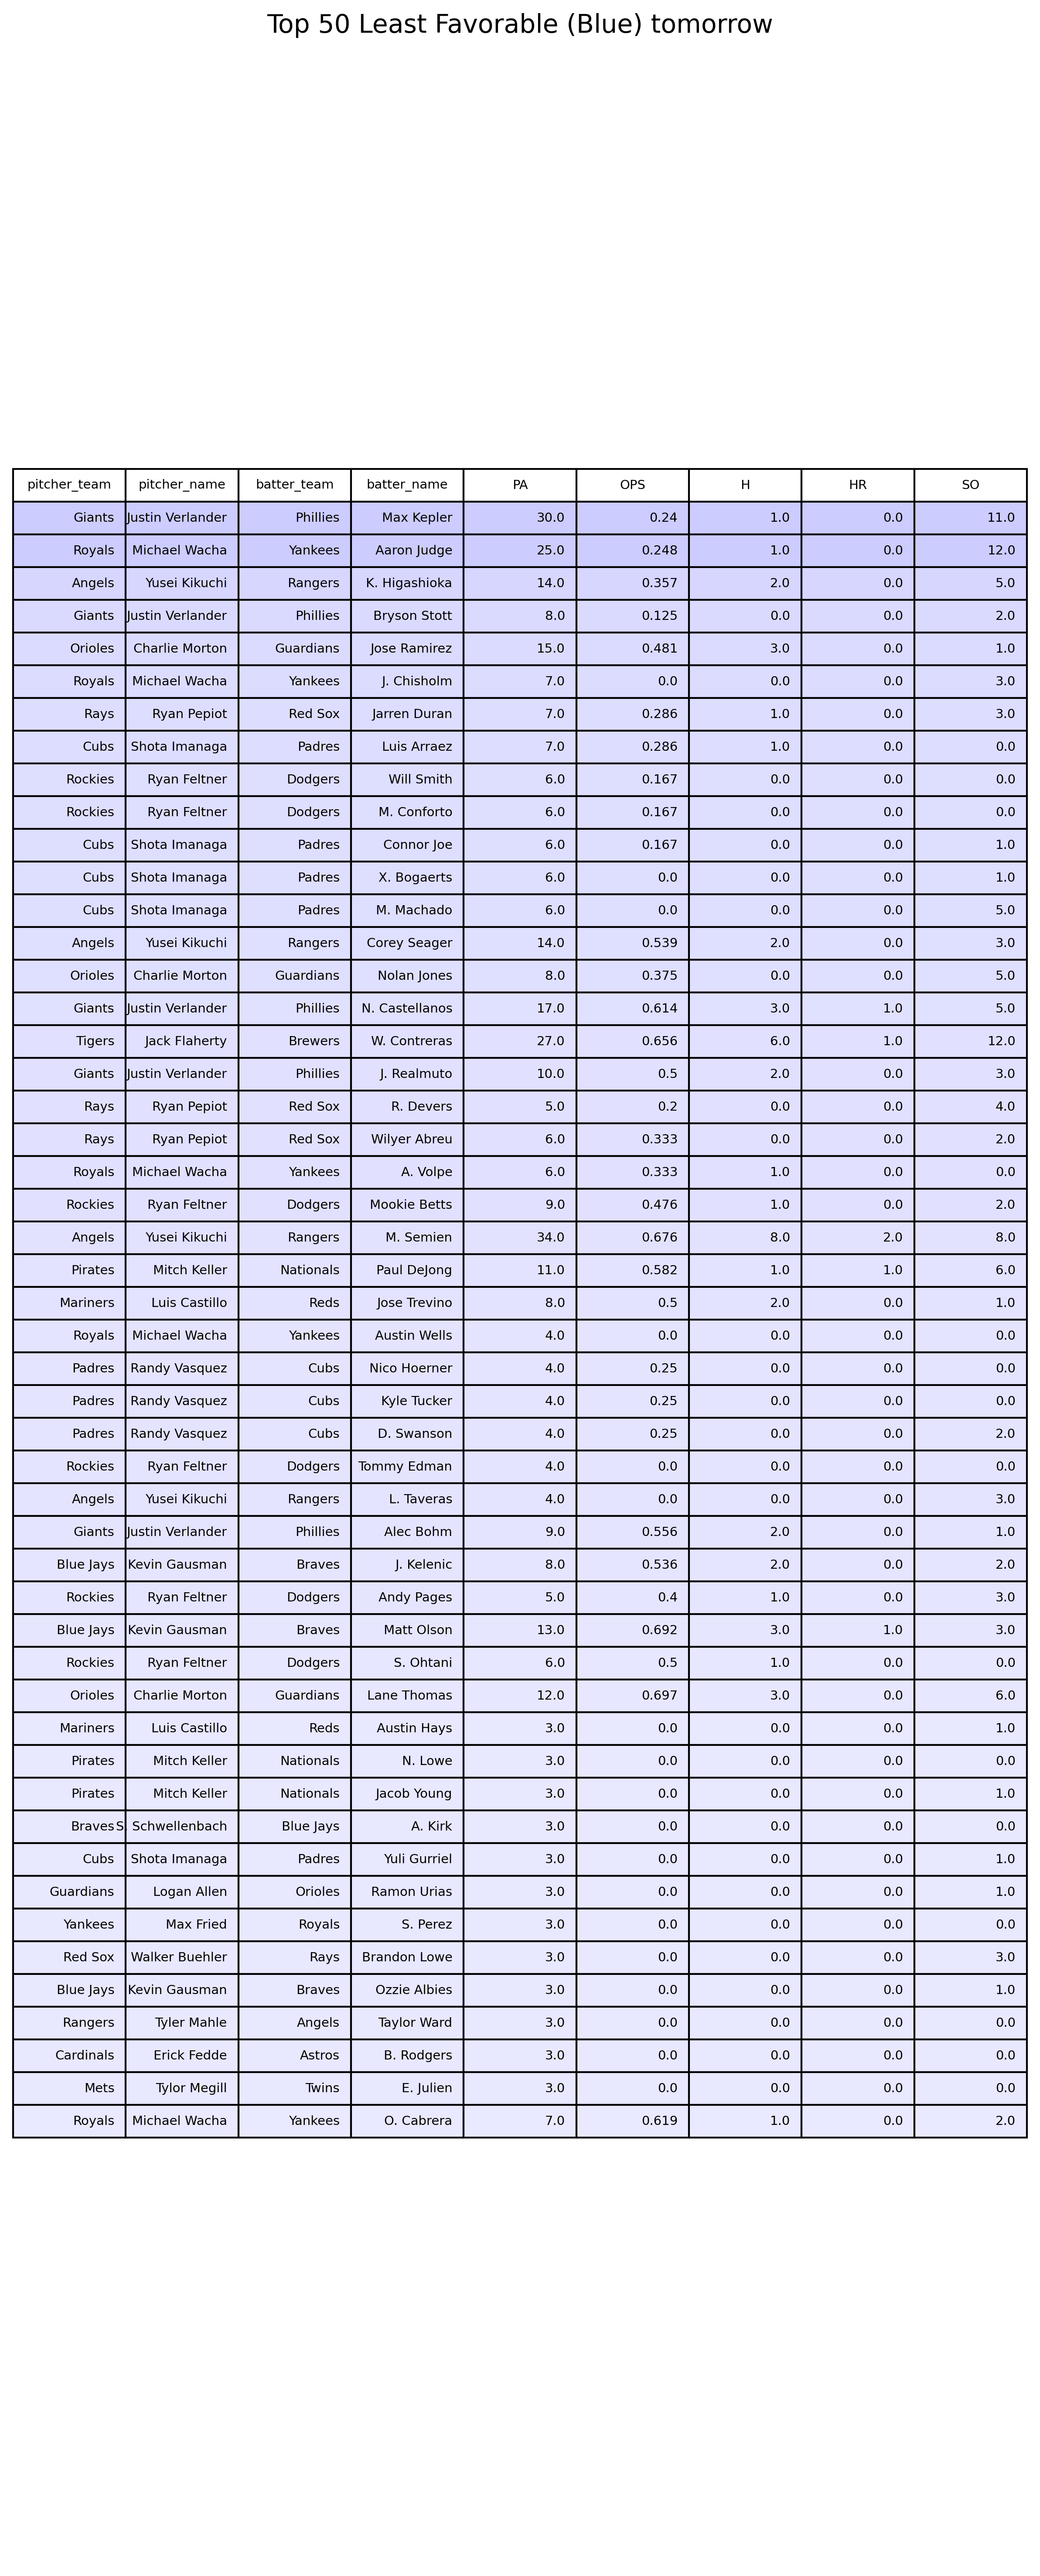 Top 50 Least Favorable (Blue) tomorrow
pitcher_team pitcher_name batter_team batter_name PA OPS H HR SO
Giants Justin Verlander Phillies Max Kepler 30.0 0.24 1.0 0.0 11.0
Royals Michael Wacha Yankees Aaron Judge 25.0 0.248 1.0 0.0 12.0
Angels Yusei Kikuchi Rangers K. Higashioka 14.0 0.357 2.0 0.0 5.0
Giants Justin Verlander Phillies Bryson Stott 8.0 0.125 0.0 0.0 2.0
Orioles Charlie Morton Guardians Jose Ramirez 15.0 0.481 3.0 0.0 1.0
Royals Michael Wacha Yankees J. Chisholm 7.0 0.0 0.0 0.0 3.0
Rays Ryan Pepiot Red Sox Jarren Duran 7.0 0.286 1.0 0.0 3.0
Cubs Shota Imanaga Padres Luis Arraez 7.0 0.286 1.0 0.0 0.0
Rockies Ryan Feltner Dodgers Will Smith 6.0 0.167 0.0 0.0 0.0
Rockies Ryan Feltner Dodgers M. Conforto 6.0 0.167 0.0 0.0 0.0
Cubs Shota Imanaga Padres Connor Joe 6.0 0.167 0.0 0.0 1.0
Cubs Shota Imanaga Padres X. Bogaerts 6.0 0.0 0.0 0.0 1.0
Cubs Shota Imanaga Padres M. Machado 6.0 0.0 0.0 0.0 5.0
Angels Yusei Kikuchi Rangers Corey Seager 14.0 0.539 2.0 0.0 3.0
Orioles Charlie Morton Guardians Nolan Jones 8.0 0.375 0.0 0.0 5.0
Giants Justin Verlander Phillies N. Castellanos 17.0 0.614 3.0 1.0 5.0
Tigers Jack Flaherty Brewers W. Contreras 27.0 0.656 6.0 1.0 12.0
Giants Justin Verlander Phillies J. Realmuto 10.0 0.5 2.0 0.0 3.0
Rays Ryan Pepiot Red Sox R. Devers 5.0 0.2 0.0 0.0 4.0
Rays Ryan Pepiot Red Sox Wilyer Abreu 6.0 0.333 0.0 0.0 2.0
Royals Michael Wacha Yankees A. Volpe 6.0 0.333 1.0 0.0 0.0
Rockies Ryan Feltner Dodgers Mookie Betts 9.0 0.476 1.0 0.0 2.0
Angels Yusei Kikuchi Rangers M. Semien 34.0 0.676 8.0 2.0 8.0
Pirates Mitch Keller Nationals Paul DeJong 11.0 0.582 1.0 1.0 6.0
Mariners Luis Castillo Reds Jose Trevino 8.0 0.5 2.0 0.0 1.0
Royals Michael Wacha Yankees Austin Wells 4.0 0.0 0.0 0.0 0.0
Padres Randy Vasquez Cubs Nico Hoerner 4.0 0.25 0.0 0.0 0.0
Padres Randy Vasquez Cubs Kyle Tucker 4.0 0.25 0.0 0.0 0.0
Padres Randy Vasquez Cubs D. Swanson 4.0 0.25 0.0 0.0 2.0
Rockies Ryan Feltner Dodgers Tommy Edman 4.0 0.0 0.0 0.0 0.0
Angels Yusei Kikuchi Rangers L. Taveras 4.0 0.0 0.0 0.0 3.0
Giants Justin Verlander Phillies Alec Bohm 9.0 0.556 2.0 0.0 1.0
Blue Jays Kevin Gausman Braves J. Kelenic 8.0 0.536 2.0 0.0 2.0
Rockies Ryan Feltner Dodgers Andy Pages 5.0 0.4 1.0 0.0 3.0
Blue Jays Kevin Gausman Braves Matt Olson 13.0 0.692 3.0 1.0 3.0
Rockies Ryan Feltner Dodgers S. Ohtani 6.0 0.5 1.0 0.0 0.0
Orioles Charlie Morton Guardians Lane Thomas 12.0 0.697 3.0 0.0 6.0
Mariners Luis Castillo Reds Austin Hays 3.0 0.0 0.0 0.0 1.0
Pirates Mitch Keller Nationals N. Lowe 3.0 0.0 0.0 0.0 0.0
Pirates Mitch Keller Nationals Jacob Young 3.0 0.0 0.0 0.0 1.0
Braves S. Schwellenbach Blue Jays A. Kirk 3.0 0.0 0.0 0.0 0.0
Cubs Shota Imanaga Padres Yuli Gurriel 3.0 0.0 0.0 0.0 1.0
Guardians Logan Allen Orioles Ramon Urias 3.0 0.0 0.0 0.0 1.0
Yankees Max Fried Royals S. Perez 3.0 0.0 0.0 0.0 0.0
Red Sox Walker Buehler Rays Brandon Lowe 3.0 0.0 0.0 0.0 3.0
Blue Jays Kevin Gausman Braves Ozzie Albies 3.0 0.0 0.0 0.0 1.0
Rangers Tyler Mahle Angels Taylor Ward 3.0 0.0 0.0 0.0 0.0
Cardinals Erick Fedde Astros B. Rodgers 3.0 0.0 0.0 0.0 0.0
Mets Tylor Megill Twins E. Julien 3.0 0.0 0.0 0.0 0.0
Royals Michael Wacha Yankees O. Cabrera 7.0 0.619 1.0 0.0 2.0